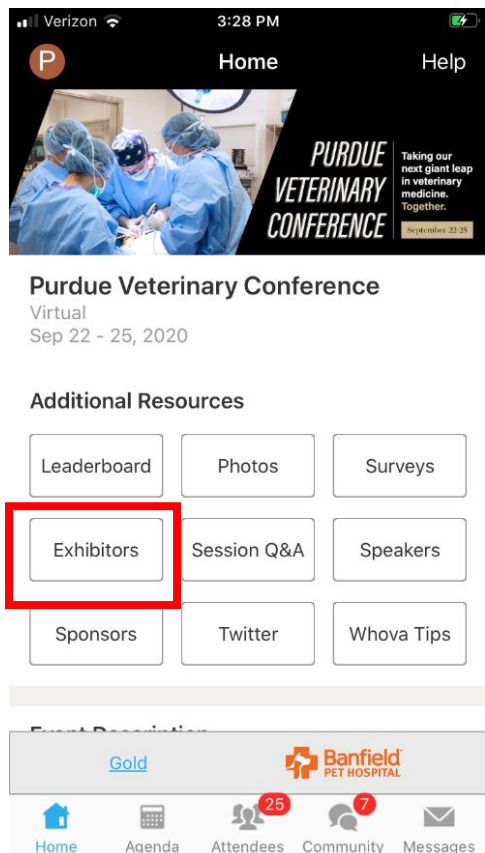 Verizon 3:28 PM
P Home Help
PURDUE
VETERINARY
CONFERENCE
Taking our
next giant leap
in veterinary
medicine.
Together.
September 22-25
Purdue Veterinary Conference
Virtual
Sep 22 - 25, 2020
Additional Resources
Leaderboard Photos Surveys
Exhibitors Session Q&A Speakers
Sponsors Twitter Whova Tips
Event Description
Gold
Banfield
PET HOSPITAL
25 7
Home Agenda Attendees Community Messages